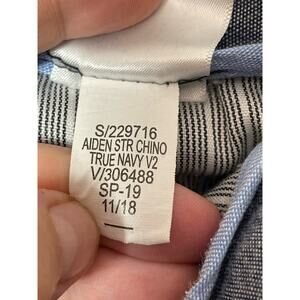 S/229716
AIDEN STR CHINO
TRUE NAVY V2
V/306488
SP-19
11/18